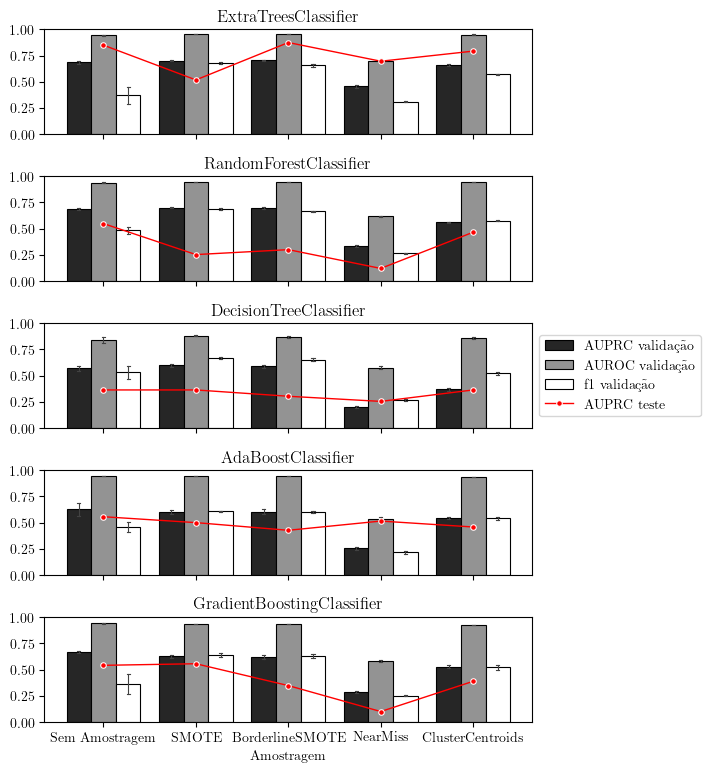 ExtraTreesClassifier
1.00
0.75
0.50
0.25
0.00
RandomForestClassifier
1.00
0.75
0.50
0.25
0.00
DecisionTreeClassifier
1.00
0.75
0.50
0.25
0.00
AUPRC validação
AUROC validação
f1 validação
AUPRC teste
AdaBoostClassifier
1.00
0.75
0.50
0.25
0.00
GradientBoostingClassifier
1.00
0.75
0.50
0.25
0.00
Sem Amostragem SMOTE BorderlineSMOTE NearMiss ClusterCentroids
Amostragem